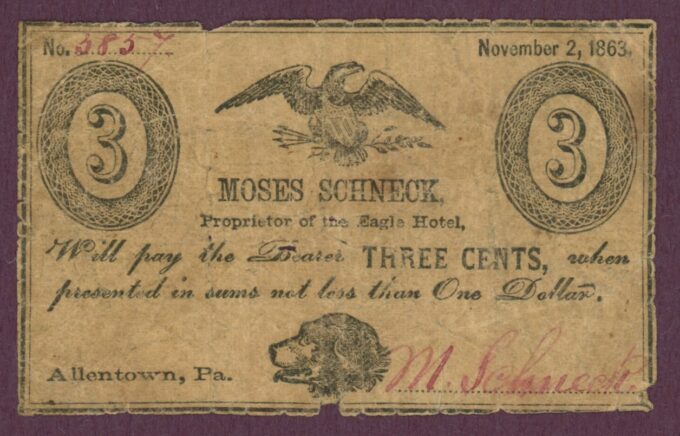 No. 5857
November 2, 1863.
3
3
MOSES SCHNECK,
Proprietor of the Eagle Hotel,
Will pay the Bearer THREE CENTS, when
presented in sums not less than One Dollar.
Allentown, Pa.
M. Schneck.